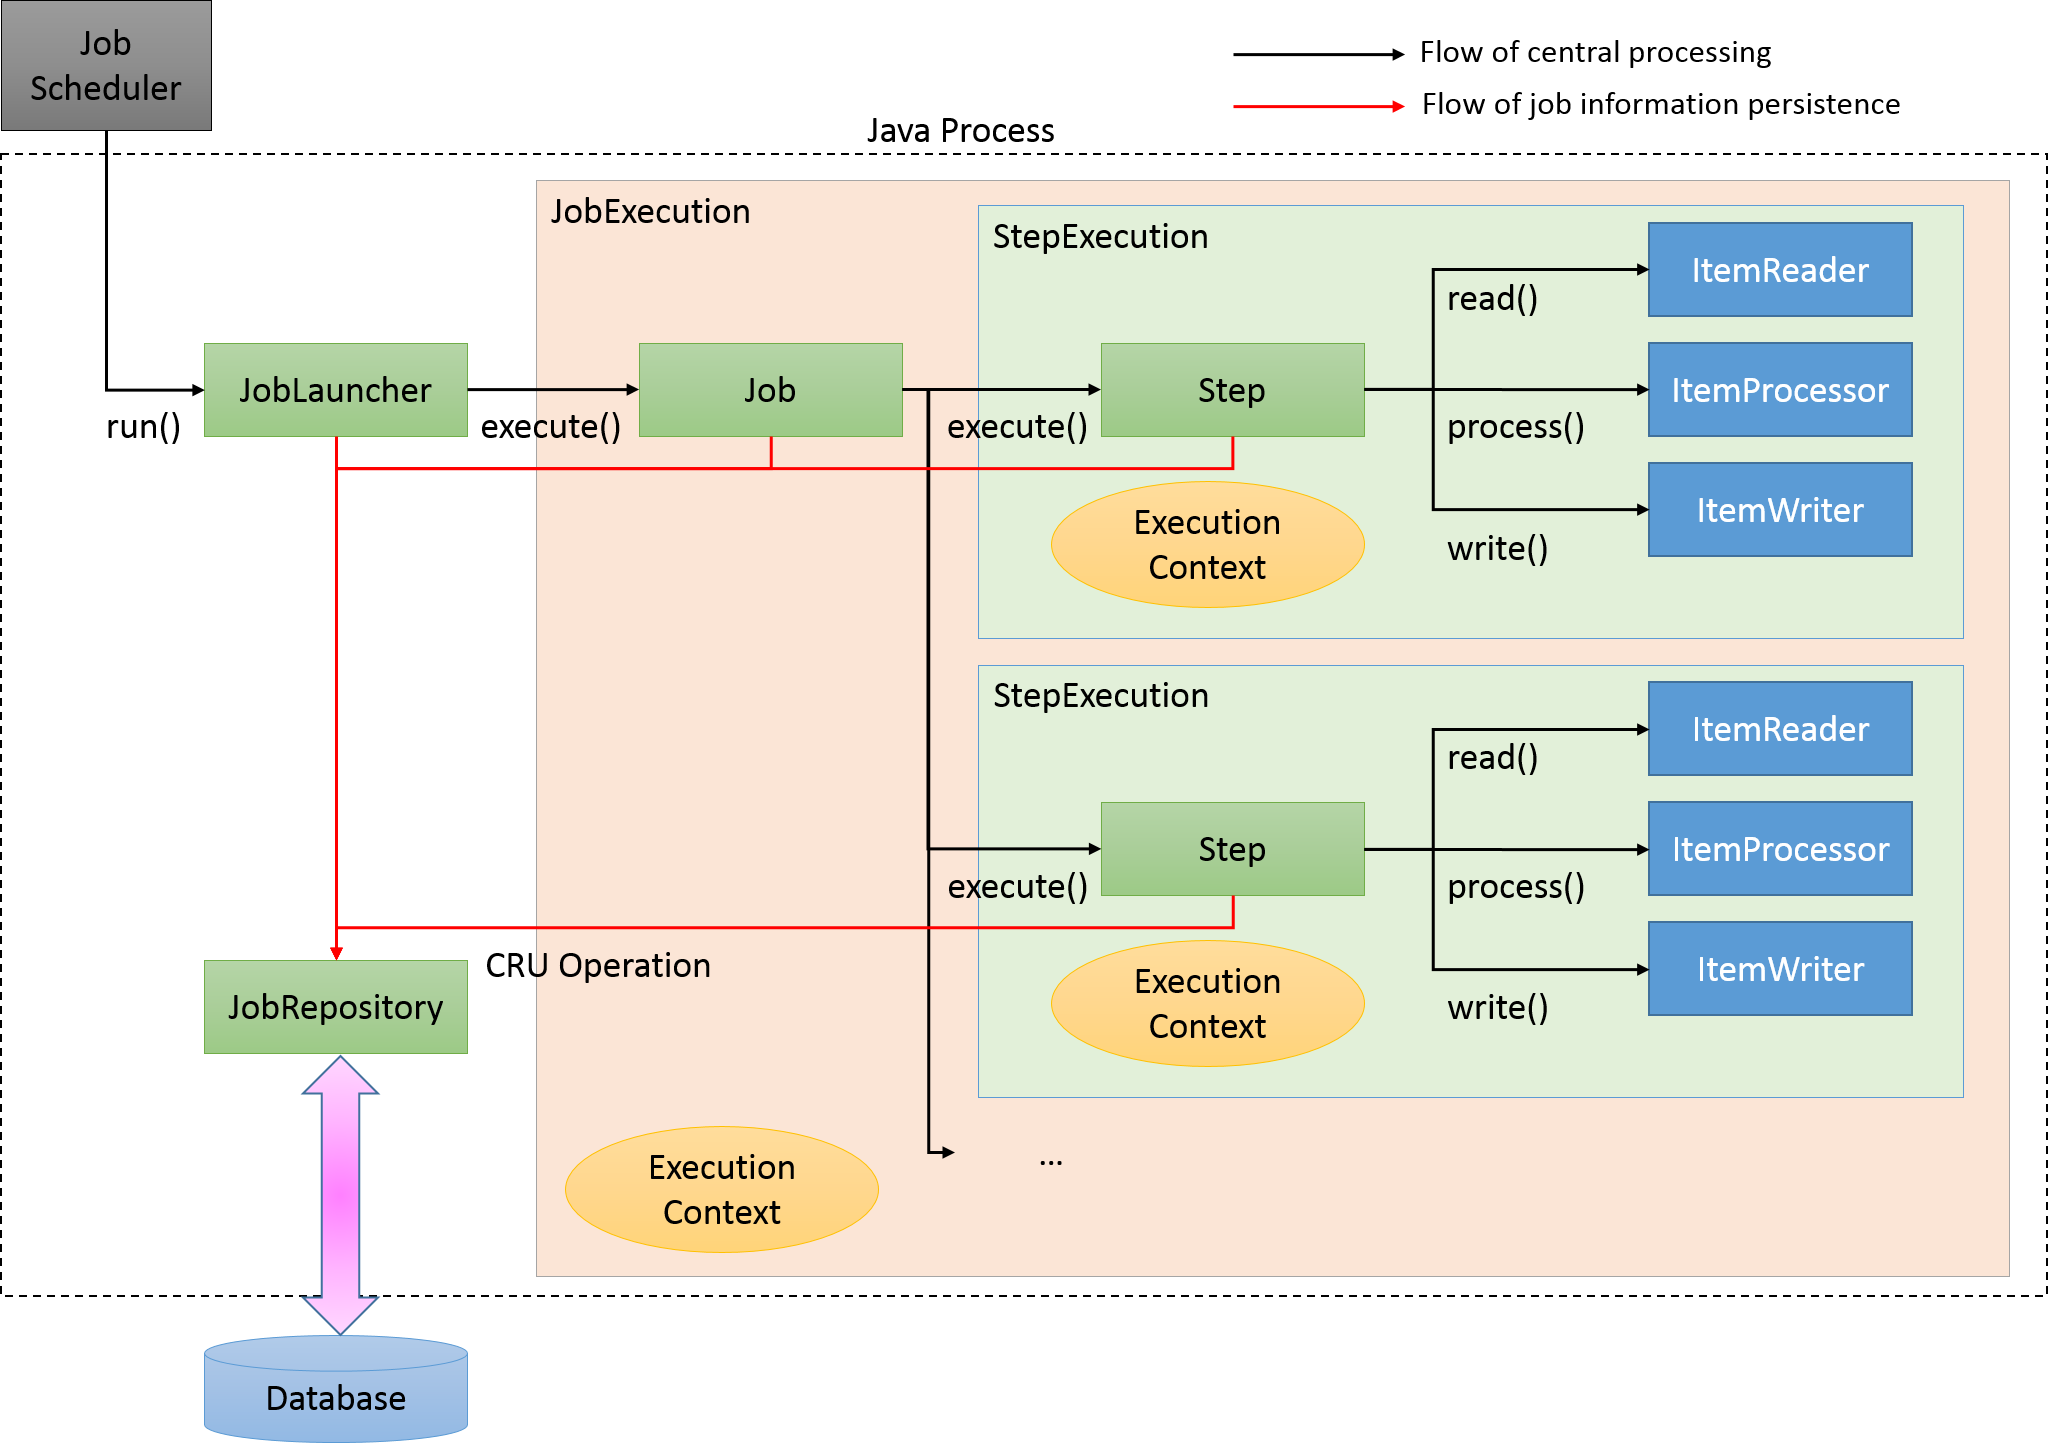 Job
Scheduler
Flow of central processing
Flow of job information persistence
Java Process
JobExecution
StepExecution
ItemReader
read()
JobLauncher
Job
Step
ItemProcessor
run()
execute()
execute()
process()
ItemWriter
Execution
Context
write()
StepExecution
ItemReader
read()
Step
ItemProcessor
execute()
process()
CRU Operation
ItemWriter
Execution
Context
write()
JobRepository
...
Execution
Context
Database